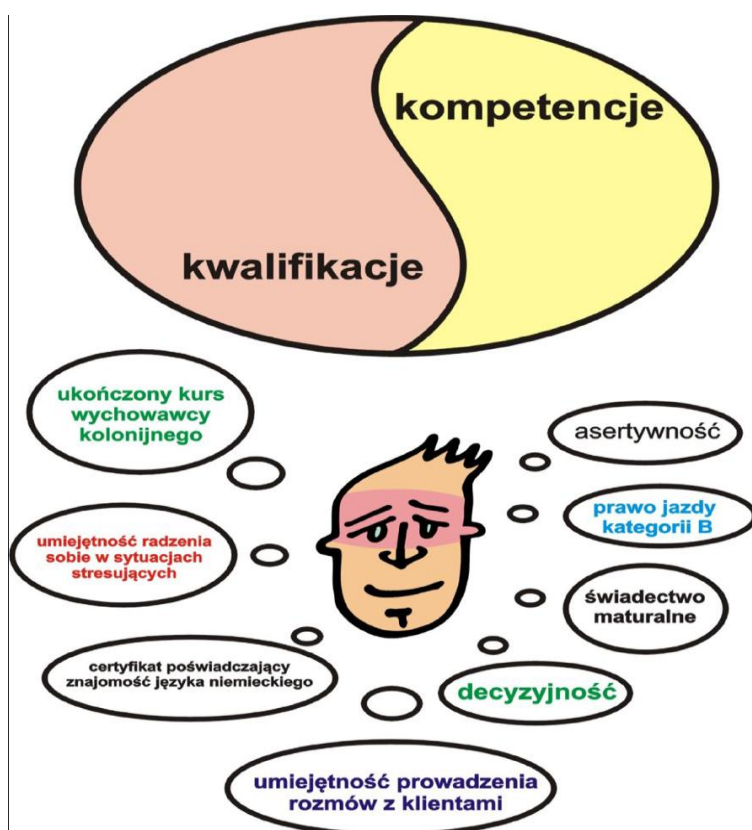 kompetencje
kwalifikacje
ukończony kurs
wychowawcy
kolonijnego
asertywność
prawo jazdy
kategorii B
umiejętność radzenia
sobie w sytuacjach
stresujących
świadectwo
maturalne
certyfikat poświadczający
znajomość języka niemieckiego
decyzyjność
umiejętność prowadzenia
rozmów z klientami